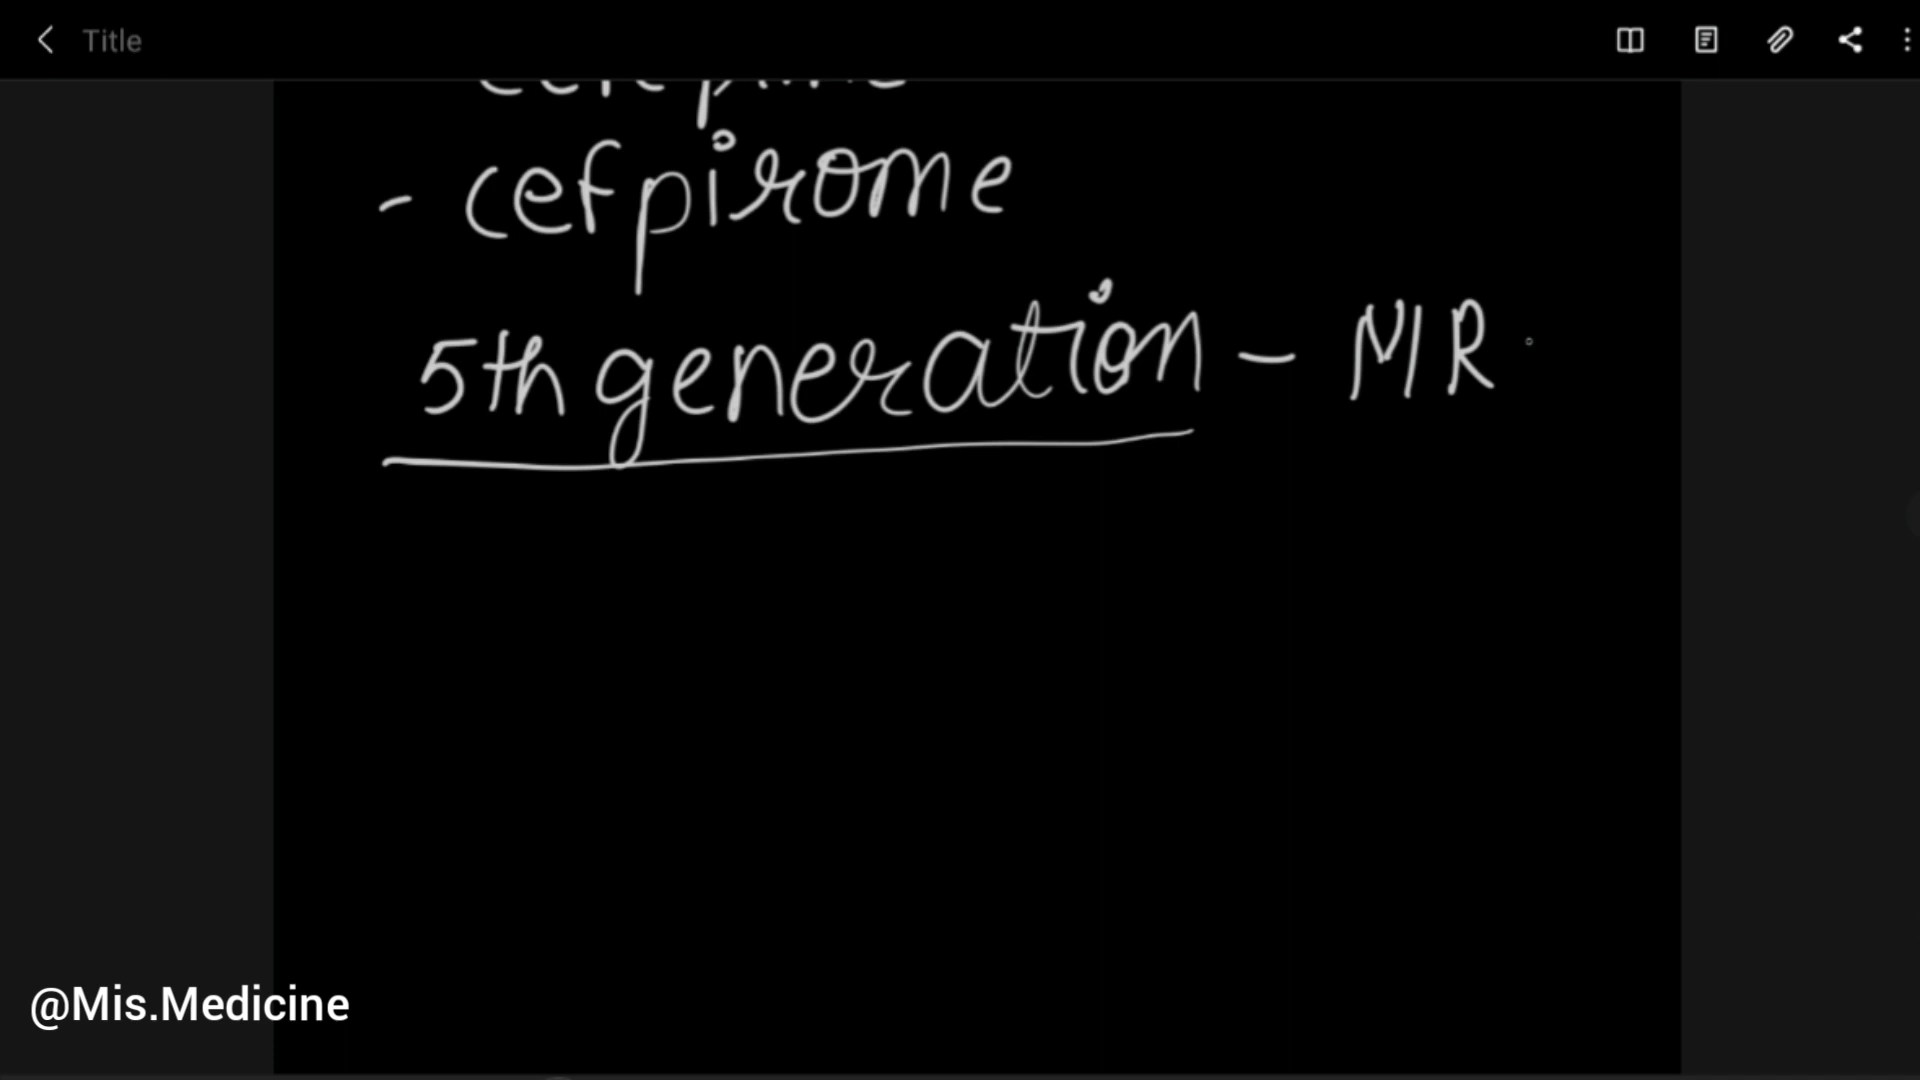 Title
- cefpirome
5th generation - MR
@Mis.Medicine